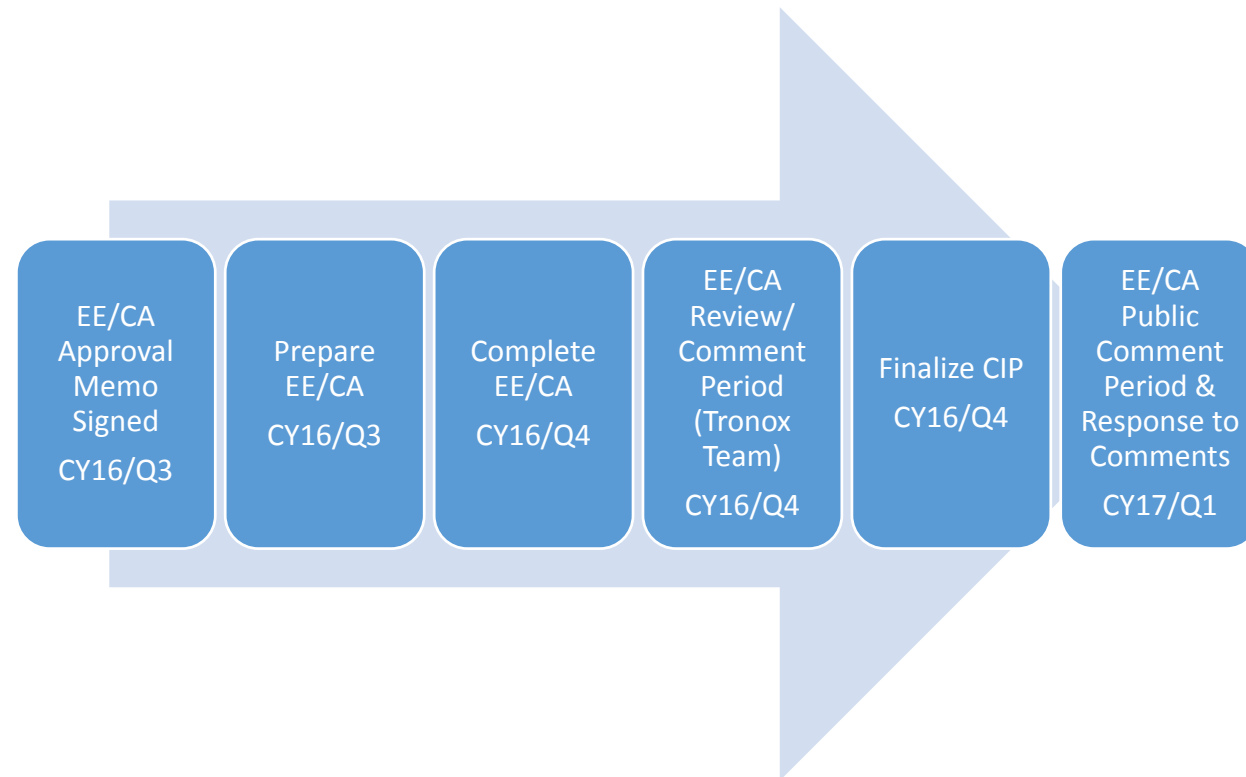 EE/CA
Approval
Memo
Signed
CY16/Q3
Prepare
EE/CA
CY16/Q3
Complete
EE/CA
CY16/Q4
EE/CA
Review/
Comment
Period
(Tronox
Team)
CY16/Q4
Finalize CIP
CY16/Q4
EE/CA
Public
Comment
Period &
Response to
Comments
CY17/Q1